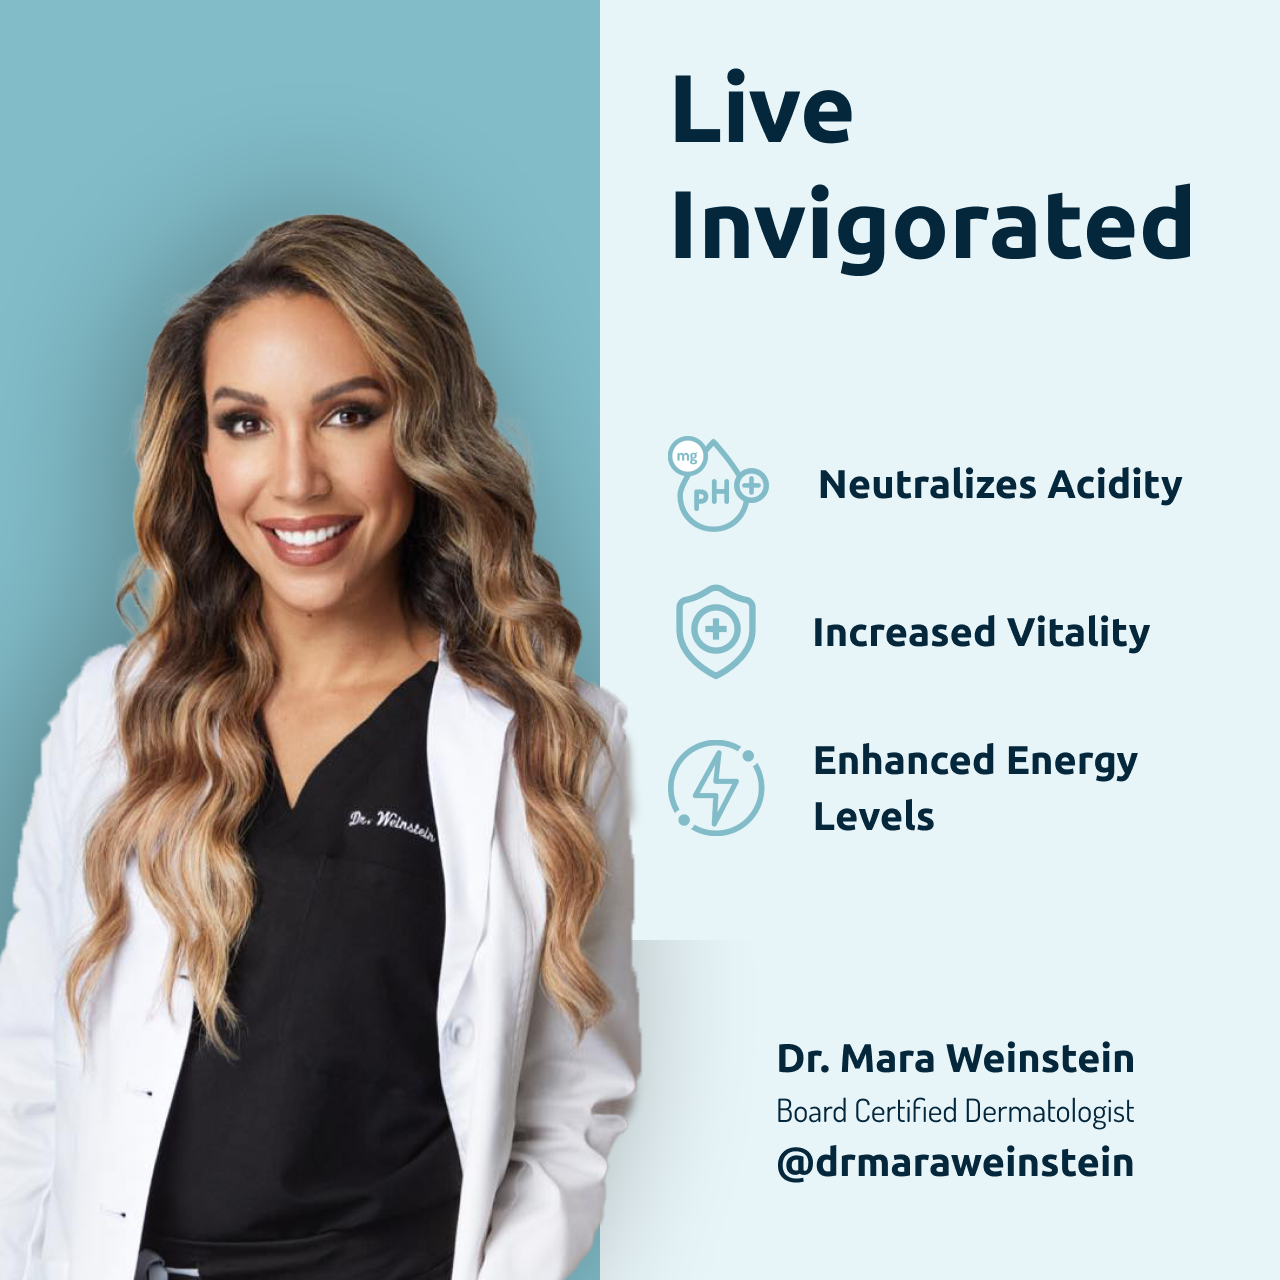 Live
Invigorated
mg
pH
Neutralizes Acidity
Increased Vitality
Enhanced Energy
Levels
Dr. Weinstein
Dr. Mara Weinstein
Board Certified Dermatologist
@drmaraweinstein